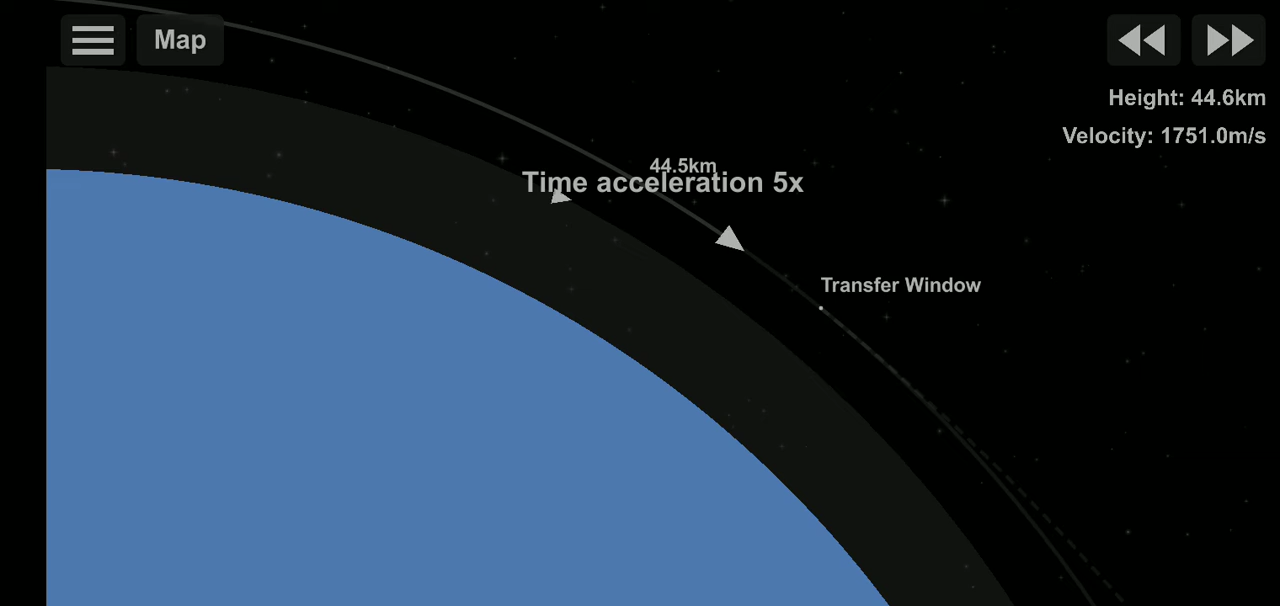 Map
Height: 44.6km
Velocity: 1751.0m/s
44.5km
Time acceleration 5x
Transfer Window